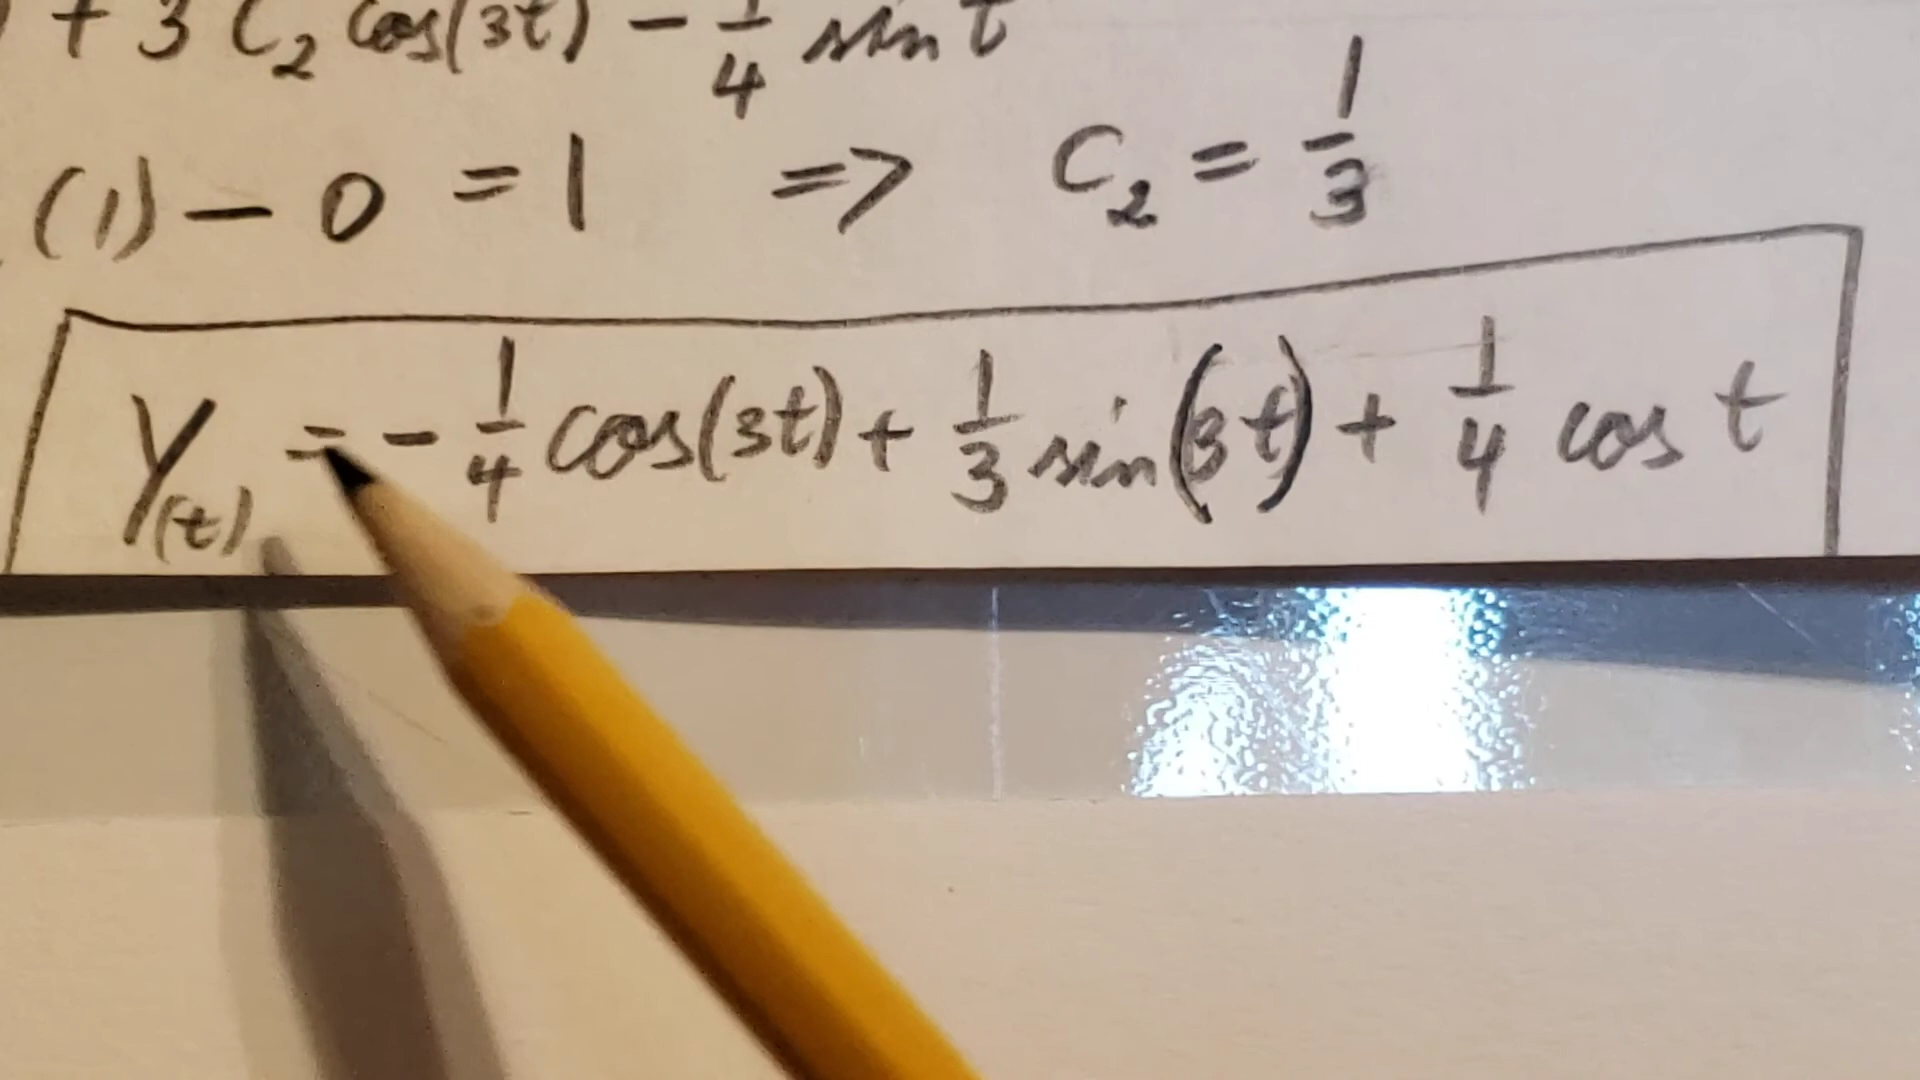 + 3 C₂ cos(3t) - 1/4 sin t
(1) - 0 = 1 => C₂ = 1/3
y(t) = - 1/4 cos(3t) + 1/3 sin(3t) + 1/4 cos t